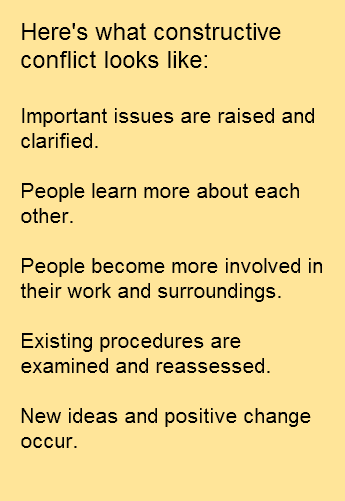 Here's what constructive
conflict looks like:
Important issues are raised and
clarified.
People learn more about each
other.
People become more involved in
their work and surroundings.
Existing procedures are
examined and reassessed.
New ideas and positive change
occur.